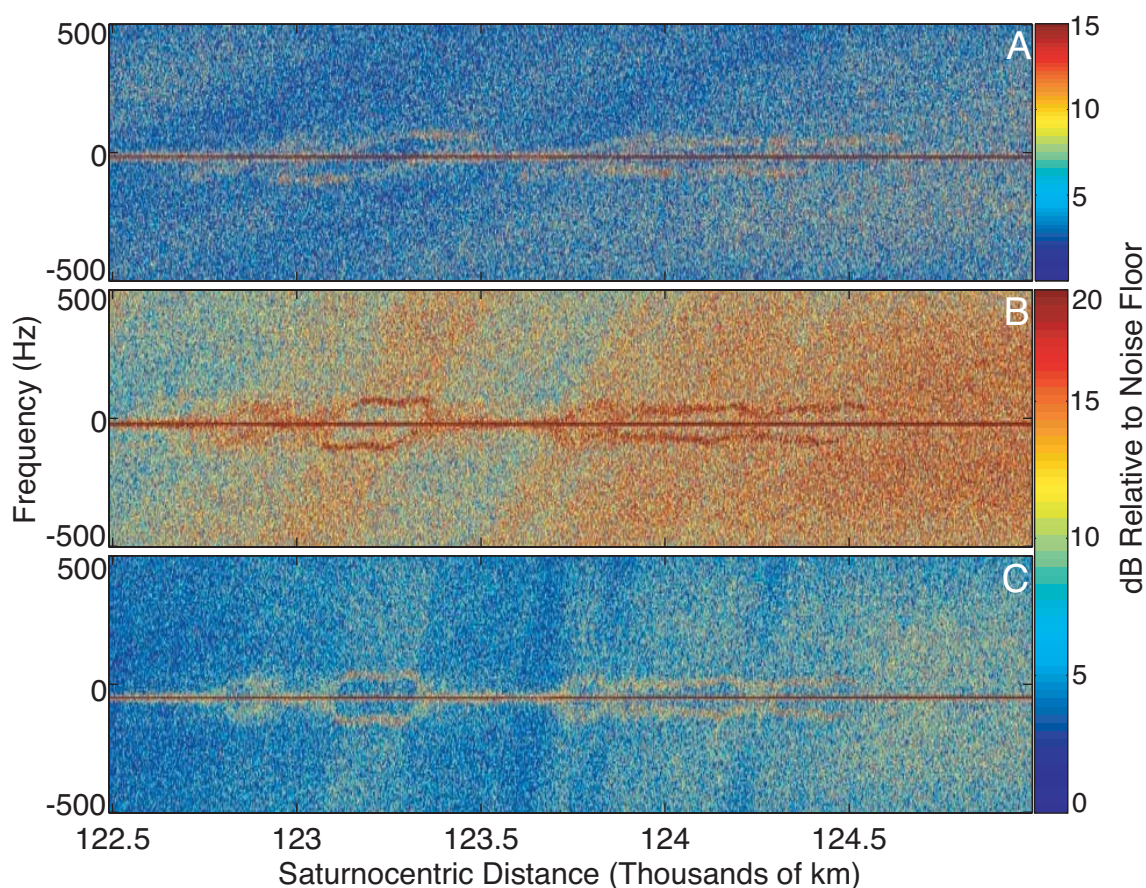 500
0
-500
A
15
10
5
500
0
-500
B
20
15
10
5
0
500
0
-500
C
Frequency (Hz)
dB Relative to Noise Floor
122.5 123 123.5 124 124.5
Saturnocentric Distance (Thousands of km)